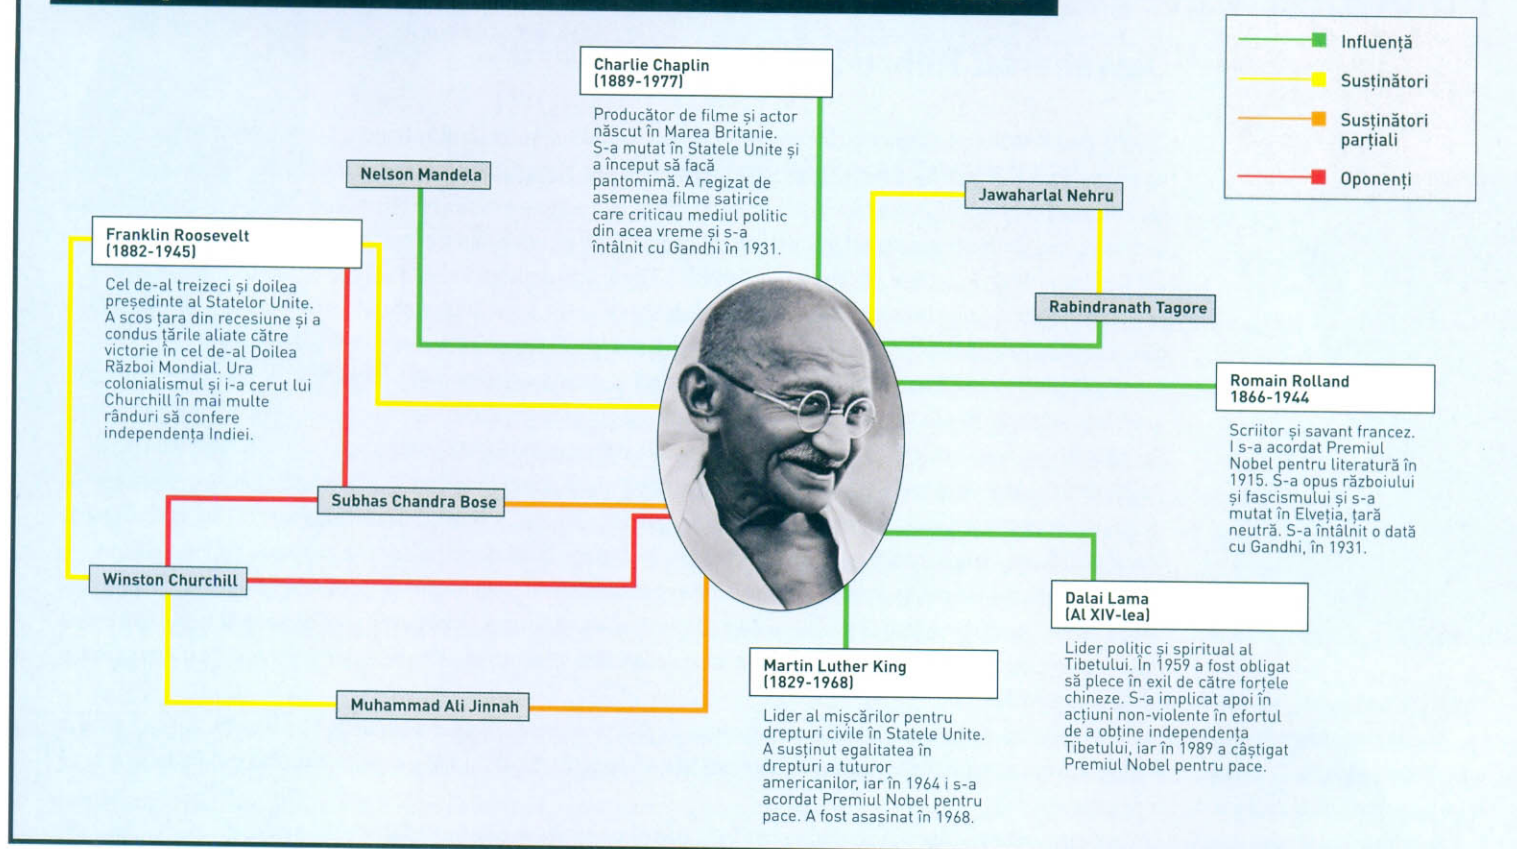 Charlie Chaplin
(1889-1977)
Producător de filme și actor
născut în Marea Britanie.
S-a mutat în Statele Unite și
a început să facă
pantomimă. A regizat de
asemenea filme satirice
care criticau mediul politic
din acea vreme și s-a
întâlnit cu Gandhi în 1931.
Influență
Susținători
Susținători
parțiali
Oponenți
Nelson Mandela
Jawaharlal Nehru
Franklin Roosevelt
(1882-1945)
Cel de-al treizeci și doilea
președinte al Statelor Unite.
A scos țara din recesiune și a
condus țările aliate către
victorie în cel de-al Doilea
Război Mondial. Ura
colonialismul și i-a cerut lui
Churchill în mai multe
rânduri să confere
independența Indiei.
Rabindranath Tagore
Romain Rolland
1866-1944
Scriitor și savant francez.
I s-a acordat Premiul
Nobel pentru literatură în
1915. S-a opus războiului
și fascismului și s-a
mutat în Elveția, țară
neutră. S-a întâlnit o dată
cu Gandhi, în 1931.
Subhas Chandra Bose
Winston Churchill
Muhammad Ali Jinnah
Martin Luther King
(1829-1968)
Lider al mișcărilor pentru
drepturi civile în Statele Unite.
A susținut egalitatea în
drepturi a tuturor
americanilor, iar în 1964 i s-a
acordat Premiul Nobel pentru
pace. A fost asasinat în 1968.
Dalai Lama
(Al XIV-lea)
Lider politic și spiritual al
Tibetului. În 1959 a fost obligat
să plece în exil de către forțele
chineze. S-a implicat apoi în
acțiuni non-violente în efortul
de a obține independența
Tibetului, iar în 1989 a câștigat
Premiul Nobel pentru pace.